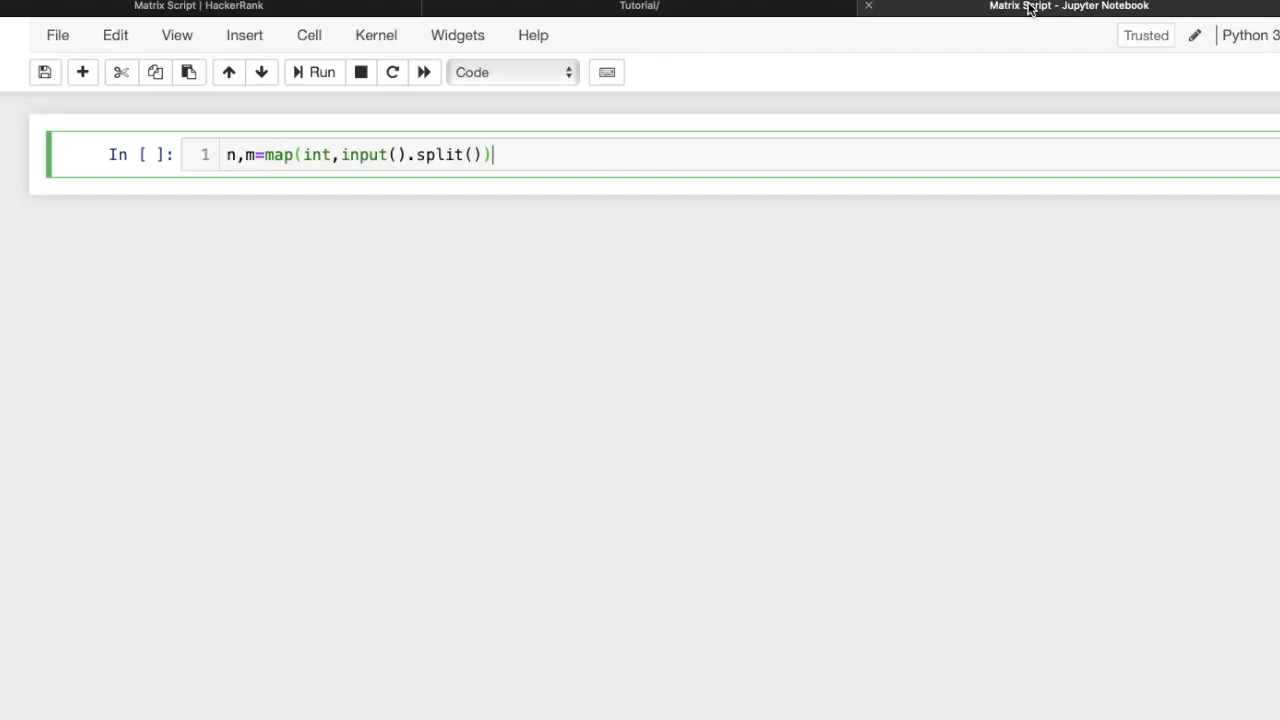 Matrix Script | HackerRank Tutorial/ Matrix Script - Jupyter Notebook
File Edit View Insert Cell Kernel Widgets Help Trusted Python 3
Run Code
In [ ]: 1 n,m=map(int,input().split())